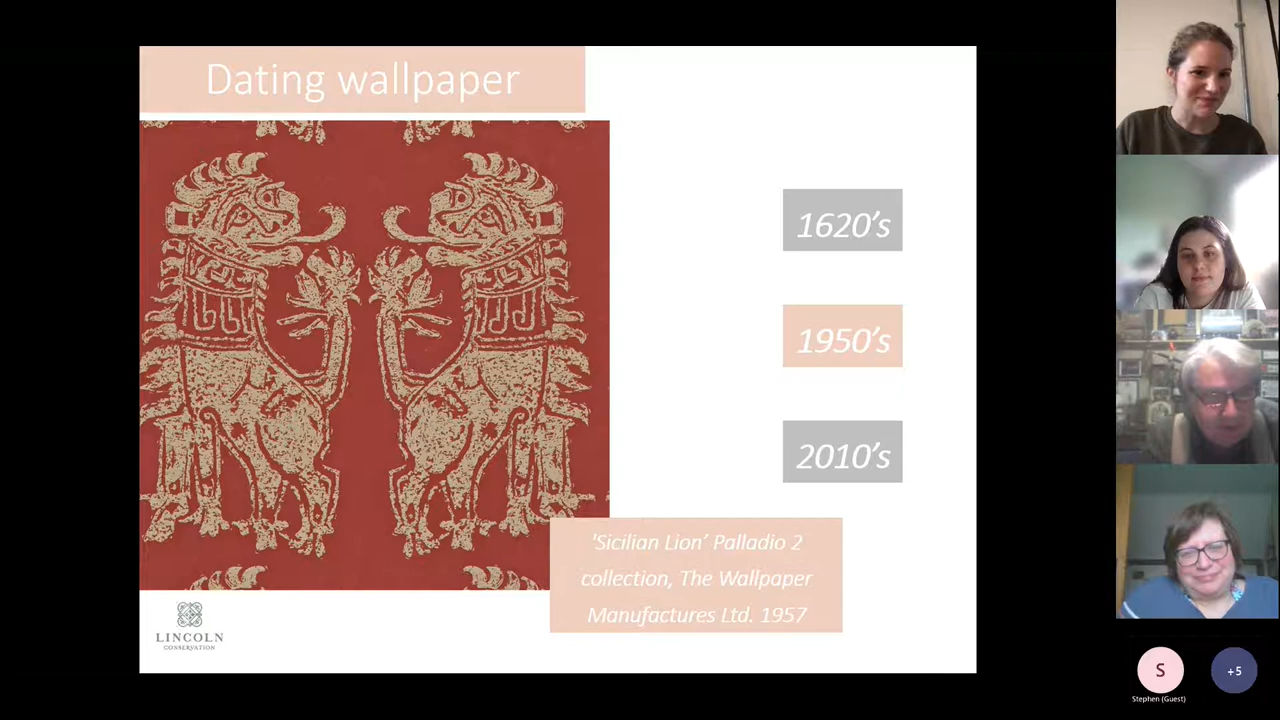 Dating wallpaper
1620’s
1950’s
2010’s
'Sicilian Lion’ Palladio 2
collection, The Wallpaper
Manufactures Ltd. 1957
LINCOLN
CONSERVATION
S
+5
Stephen (Guest)